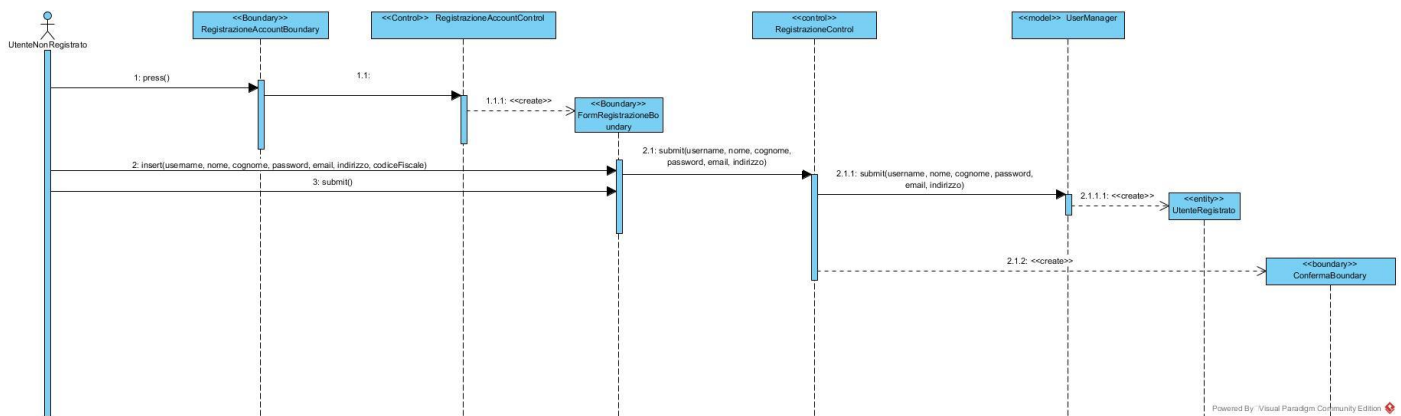 <<Boundary>>
RegistrazioneAccountBoundary
<<Control>> RegistrazioneAccountControl
<<control>>
RegistrazioneControl
<<model>> UserManager
UtenteNonRegistrato
1: press()
1.1:
1.1.1: <<create>>
<<Boundary>>
FormRegistrazioneBo
undary
2: insert(username, nome, cognome, password, email, indirizzo, codiceFiscale)
2.1: submit(username, nome, cognome,
password, email, indirizzo)
3: submit()
2.1.1: submit(username, nome, cognome, password,
email, indirizzo)
2.1.1.1: <<create>>
<<entity>>
UtenteRegistrato
2.1.2: <<create>>
<<boundary>>
ConfermaBoundary
Powered By Visual Paradigm Community Edition